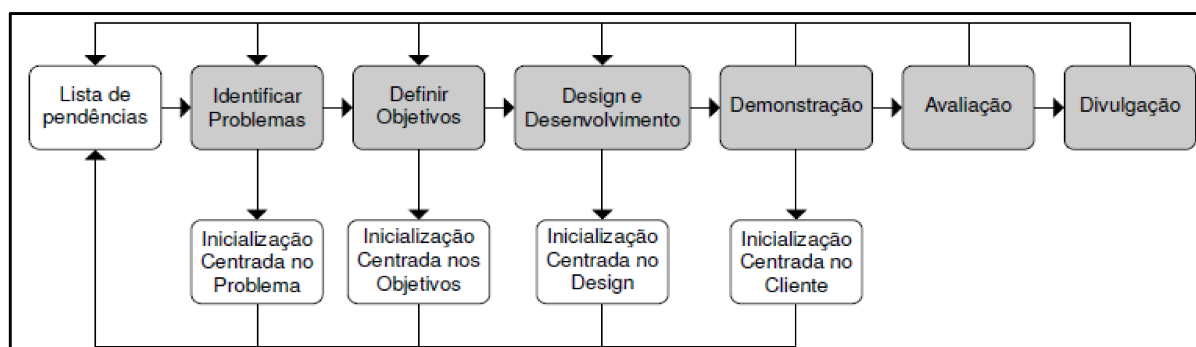 Lista de
pendências
Identificar
Problemas
Definir
Objetivos
Design e
Desenvolvimento
Demonstração
Avaliação
Divulgação
Inicialização
Centrada no
Problema
Inicialização
Centrada nos
Objetivos
Inicialização
Centrada no
Design
Inicialização
Centrada no
Cliente